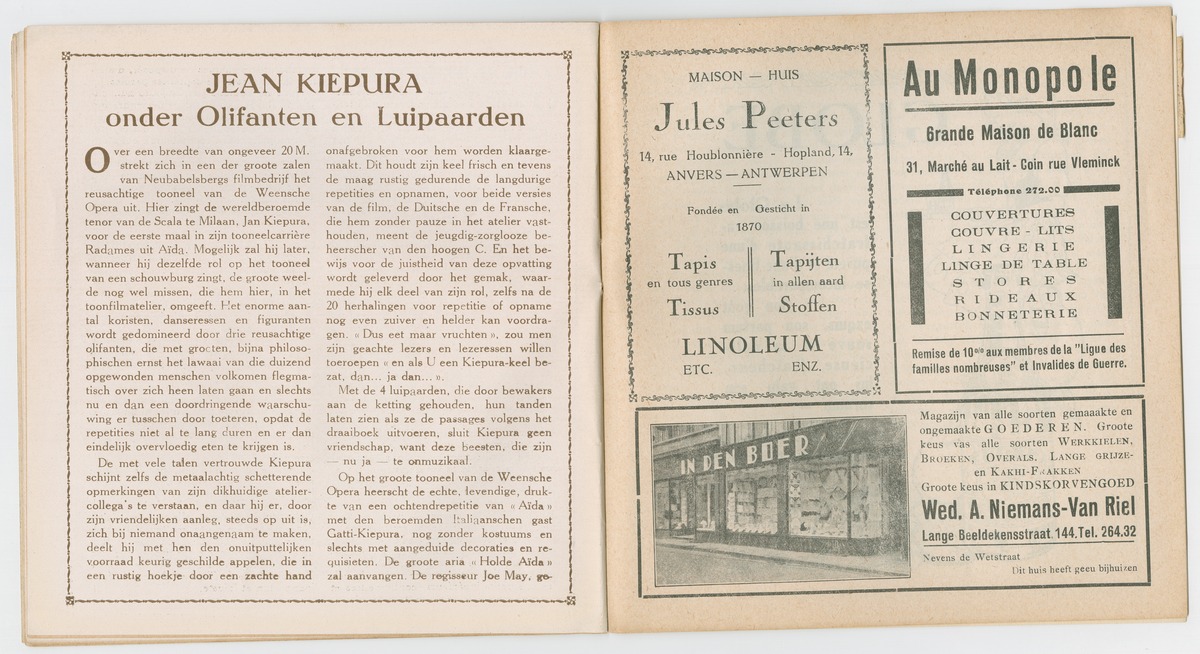 JEAN KIEPURA
onder Olifanten en Luipaarden
Over een breedte van ongeveer 20 M.
strekt zich in een der groote zalen
van Neubabelsbergs filmbedrijf het
reusachtige tooneel van de Weensche
Opera uit. Hier zingt de wereldberoemde
tenor van de Scala te Milaan, Jan Kiepura,
voor de eerste maal in zijn tooneelcarrière
Radames uit Aïda. Mogelijk zal hij later,
wanneer hij dezelfde rol op het tooneel
van een schouwburg zingt, de groote weel-
de nog wel missen, die hem hier, in het
toonfilmatelier, omgeeft. Het enorme aan-
tal koristen, danseressen en figuranten
wordt gedomineerd door drie reusachtige
olifanten, die met grooten, bijna philoso-
phischen ernst het lawaai van die duizend
opgewonden menschen volkomen flegma-
tisch over zich heen laten gaan en slechts
nu en dan een doordringende waarschu-
wing er tusschen door toeteren, opdat de
repetities niet al te lang duren en er dan
eindelijk overvloedig eten te krijgen is.
De met vele talen vertrouwde Kiepura
schijnt zelfs de metaalachtig schetterende
opmerkingen van zijn dikhuidige atelier-
collega's te verstaan, en daar hij er, door
zijn vriendelijken aanleg, steeds op uit is,
zich bij niemand onaangenaam te maken,
deelt hij met hen den onuitputtelijken
voorraad keurig geschilde appelen, die in
een rustig hoekje door een zachte hand
onafgebroken voor hem worden klaarge-
maakt. Dit houdt zijn keel frisch en tevens
de maag rustig gedurende de langdurige
repetities en opnamen, voor beide versies
van de film, de Duitsche en de Fransche,
die hem zonder pauze in het atelier vast-
houden, meent de jeugdig-zorglooze be-
heerscher van den hoogen C. En het be-
wijs voor de juistheid van deze opvatting
wordt geleverd door het gemak, waar-
mede hij elk deel van zijn rol, zelfs na de
20 herhalingen voor repetitie of opname
nog even zuiver en helder kan voordra-
gen. « Dus eet maar vruchten », zou men
zijn geachte lezers en lezeressen willen
toeroepen « en als U een Kiepura-keel be-
zat, dan... ja dan... ».
Met de 4 luipaarden, die door bewakers
aan de ketting gehouden, hun tanden
laten zien als ze de passages volgens het
draaiboek uitvoeren, sluit Kiepura geen
vriendschap, want deze beesten, die zijn
— nu ja — te onmuzikaal.
Op het groote tooneel van de Weensche
Opera heerscht de echte, levendige, druk-
te van een ochtendrepetitie van « Aïda »
met den beroemden Italiaanschen gast
Gatti-Kiepura, nog zonder kostuums en
slechts met aangeduide decoraties en re-
quisieten. De groote aria « Holde Aïda »
zal aanvangen. De regisseur Joe May, ge-
MAISON — HUIS
Jules Peeters
14, rue Houblonnière - Hopland, 14,
ANVERS — ANTWERPEN
Fondée en Gesticht in
1870
Tapis
en tous genres
Tissus
Tapijten
in allen aard
Stoffen
LINOLEUM
ETC. ENZ.
Au Monopole
Grande Maison de Blanc
31, Marché au Lait - Coin rue Vleminck
Téléphone 272.00
COUVERTURES
COUVRE - LITS
LINGERIE
LINGE DE TABLE
STORES
RIDEAUX
BONNETERIE
Remise de 10% aux membres de la "Ligue des
familles nombreuses" et Invalides de Guerre.
IN DEN BOER
Magazijn van alle soorten gemaaakte en
ongemaakte GOEDEREN. Groote
keus vas alle soorten WERKKIELEN,
BROEKEN, OVERALS, LANGE GRIJZE-
en KAKHI-FRAKKEN
Groote keus in KINDSKORVENGOED
Wed. A. Niemans-Van Riel
Lange Beeldekensstraat 144. Tel. 264.32
Nevens de Wetstraat
Dit huis heeft geeu bijhuizen